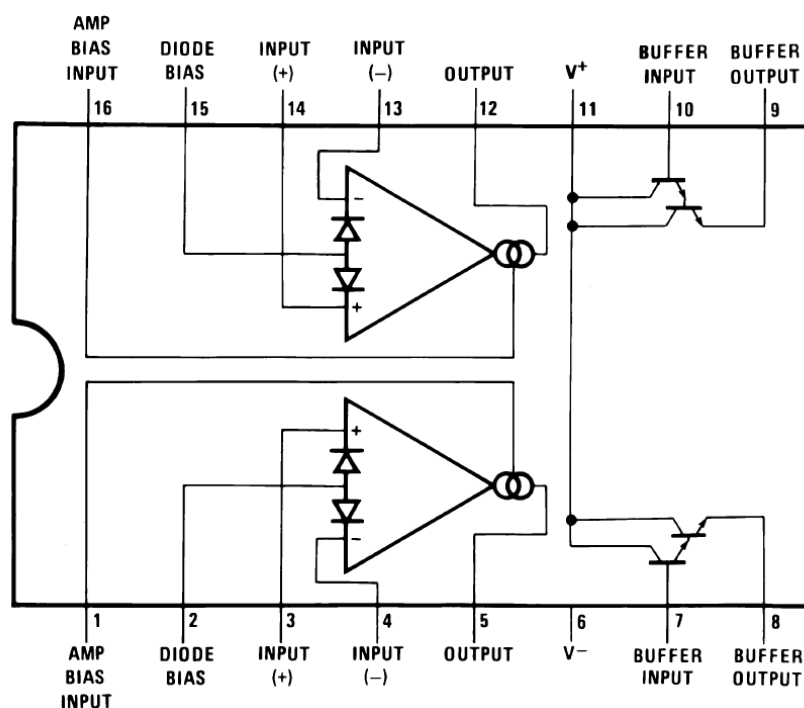 AMP
BIAS
INPUT
DIODE
BIAS
INPUT
(+)
INPUT
(−)
OUTPUT
V+
BUFFER
INPUT
BUFFER
OUTPUT
16 15 14 13 12 11 10 9
−
+
+
−
1 2 3 4 5 6 7 8
AMP
BIAS
INPUT
DIODE
BIAS
INPUT
(+)
INPUT
(−)
OUTPUT
V−
BUFFER
INPUT
BUFFER
OUTPUT